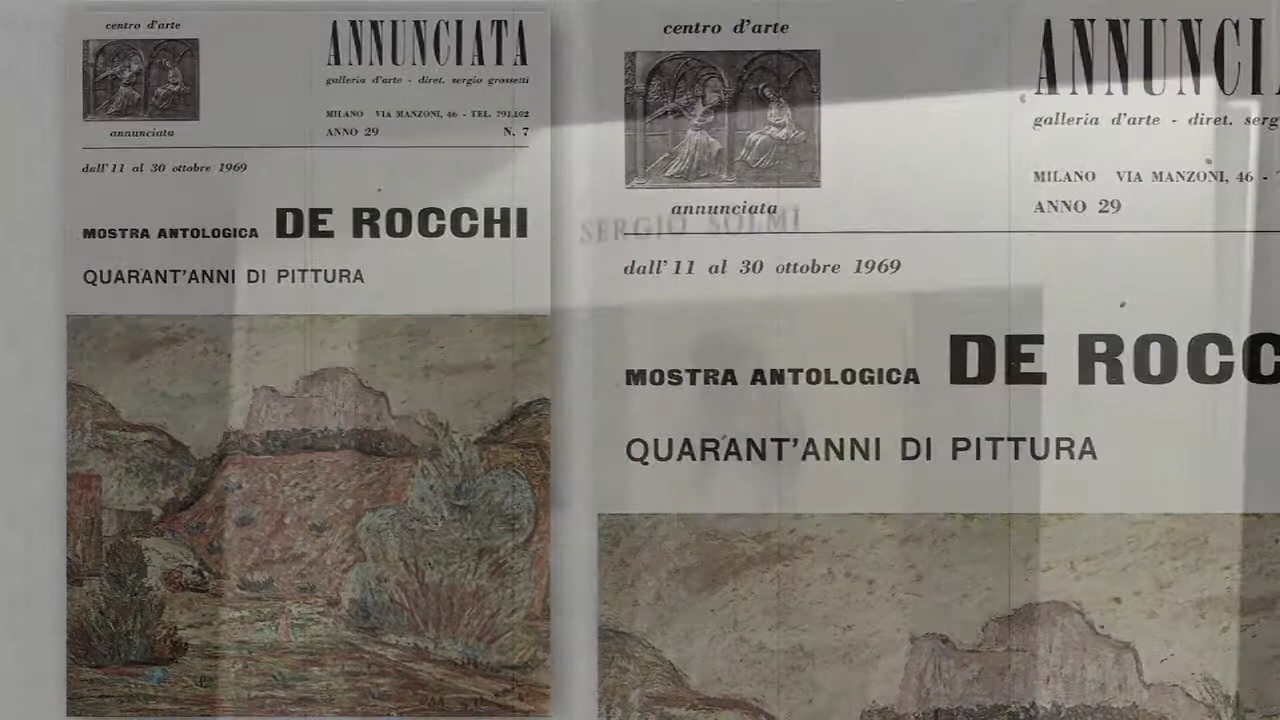 centro d'arte
ANNUNCIATA
galleria d'arte - diret. sergio grossetti
MILANO VIA MANZONI, 46 - TEL. 791.102
annunciata
ANNO 29 N. 7
dall'11 al 30 ottobre 1969
MOSTRA ANTOLOGICA DE ROCCHI
QUARANT'ANNI DI PITTURA
centro d'arte
ANNUNCI
galleria d'arte - diret. serg
MILANO VIA MANZONI, 46 -
ANNO 29
annunciata
SERGIO SOLMI
dall'11 al 30 ottobre 1969
MOSTRA ANTOLOGICA DE ROCC
QUARANT'ANNI DI PITTURA